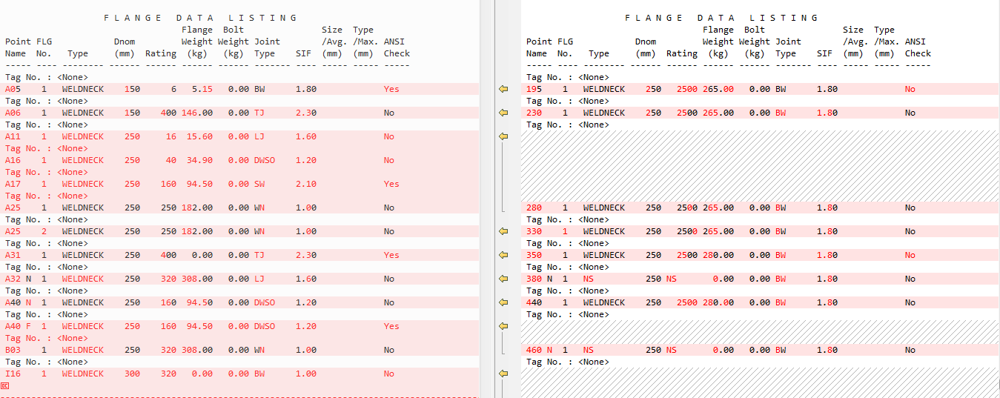 F L A N G E   D A T A   L I S T I N G
Flange Bolt Size Type
Point FLG Dnom Weight Weight Joint /Avg. /Max. ANSI
Name No. Type (mm) Rating (kg) (kg) Type SIF (mm) (mm) Check
----- ---- ----- ------ ------ ------ ------ ------- ---- ----- ----- -----
Tag No. : <None>
A05 1 WELDNECK 150 6 5.15 0.00 BW 1.80 Yes
Tag No. : <None>
A06 1 WELDNECK 150 400 146.00 0.00 TJ 2.30 No
Tag No. : <None>
A11 1 WELDNECK 250 16 15.60 0.00 LJ 1.60 No
Tag No. : <None>
A16 1 WELDNECK 250 40 34.90 0.00 DWSO 1.20 No
Tag No. : <None>
A17 1 WELDNECK 250 160 94.50 0.00 SW 2.10 Yes
Tag No. : <None>
A25 1 WELDNECK 250 250 182.00 0.00 WN 1.00 No
Tag No. : <None>
A25 2 WELDNECK 250 250 182.00 0.00 WN 1.00 No
Tag No. : <None>
A31 1 WELDNECK 250 400 0.00 0.00 TJ 2.30 Yes
Tag No. : <None>
A32 N 1 WELDNECK 250 320 308.00 0.00 LJ 1.60 No
Tag No. : <None>
A40 N 1 WELDNECK 250 160 94.50 0.00 DWSO 1.20 No
Tag No. : <None>
A40 F 1 WELDNECK 250 160 94.50 0.00 DWSO 1.20 Yes
Tag No. : <None>
B03 1 WELDNECK 250 320 308.00 0.00 WN 1.00 No
Tag No. : <None>
I16 1 WELDNECK 300 320 0.00 0.00 BW 1.00 No
F L A N G E   D A T A   L I S T I N G
Flange Bolt Size Type
Point FLG Dnom Weight Weight Joint /Avg. /Max. ANSI
Name No. Type (mm) Rating (kg) (kg) Type SIF (mm) (mm) Check
----- ---- ----- ------ ------ ------ ------ ------- ---- ----- ----- -----
Tag No. : <None>
195 1 WELDNECK 250 2500 265.00 0.00 BW 1.80 No
Tag No. : <None>
230 1 WELDNECK 250 2500 265.00 0.00 BW 1.80 No
Tag No. : <None>
280 1 WELDNECK 250 2500 265.00 0.00 BW 1.80 No
Tag No. : <None>
330 1 WELDNECK 250 2500 265.00 0.00 BW 1.80 No
Tag No. : <None>
350 1 WELDNECK 250 2500 280.00 0.00 BW 1.80 No
Tag No. : <None>
380 N 1 NS 250 NS 0.00 0.00 BW 1.80 No
Tag No. : <None>
440 1 WELDNECK 250 2500 280.00 0.00 BW 1.80 No
Tag No. : <None>
460 N 1 NS 250 NS 0.00 0.00 BW 1.80 No
Tag No. : <None>